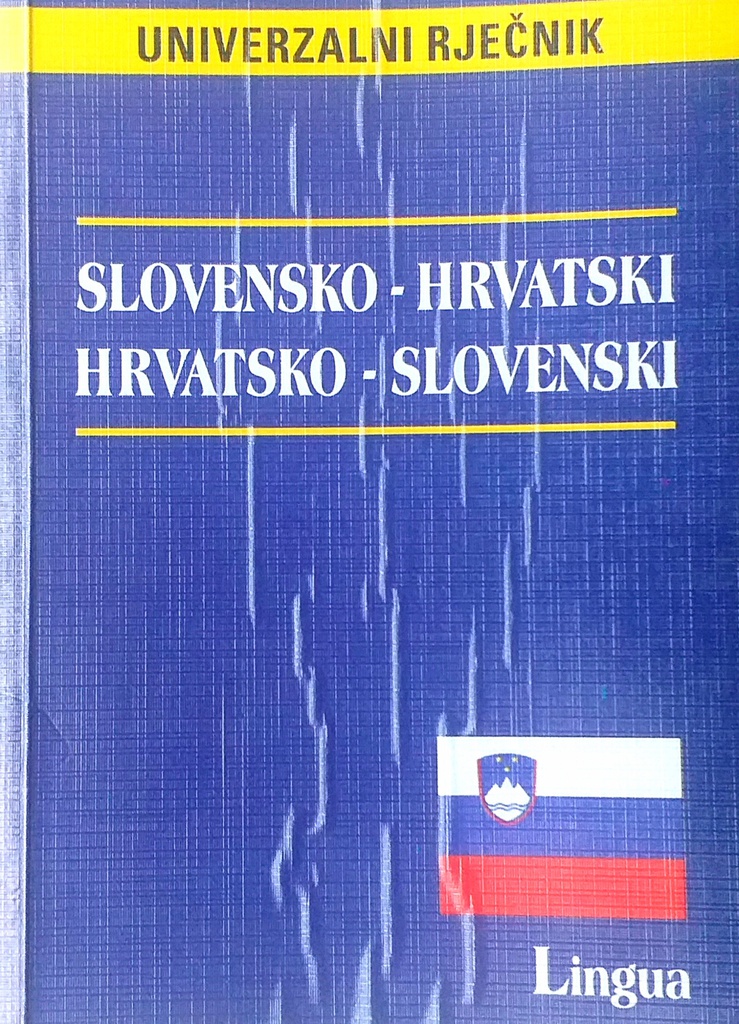 UNIVERZALNI RJEČNIK
SLOVENSKO - HRVATSKI
HRVATSKO - SLOVENSKI
Lingua